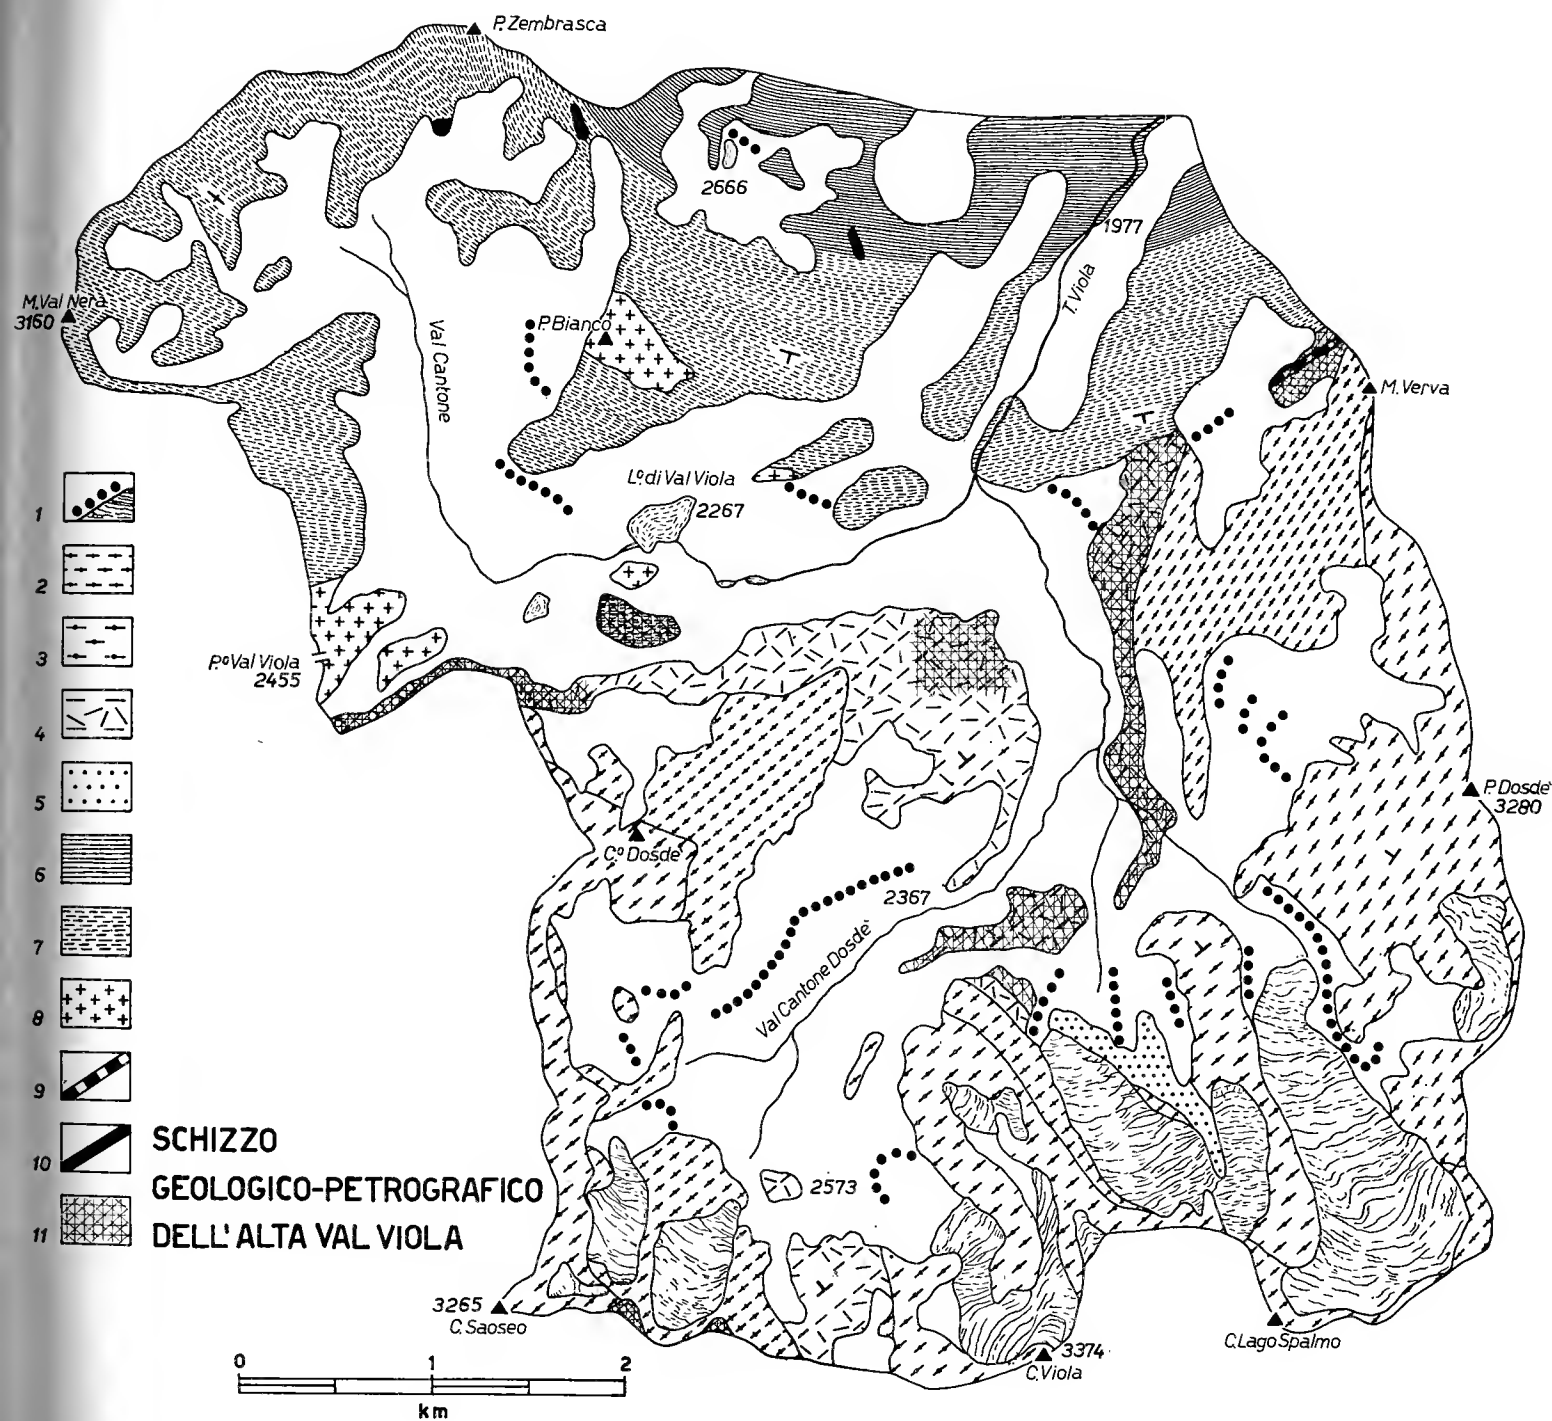 P. Zembrasca
2666
1977
T. Viola
M. Val Nera
3160
P. Bianco
Val Cantone
M. Verva
L.º di Val Viola
2267
P.º Val Viola
2455
P. Dosdè
3280
C.º Dosdè
2367
Val Cantone Dosdè
2573
3265
C. Saoseo
3374
C. Viola
C. Lago Spalmo
1
2
3
4
5
6
7
8
9
10
11
SCHIZZO
GEOLOGICO-PETROGRAFICO
DELL'ALTA VAL VIOLA
0 1 2
km